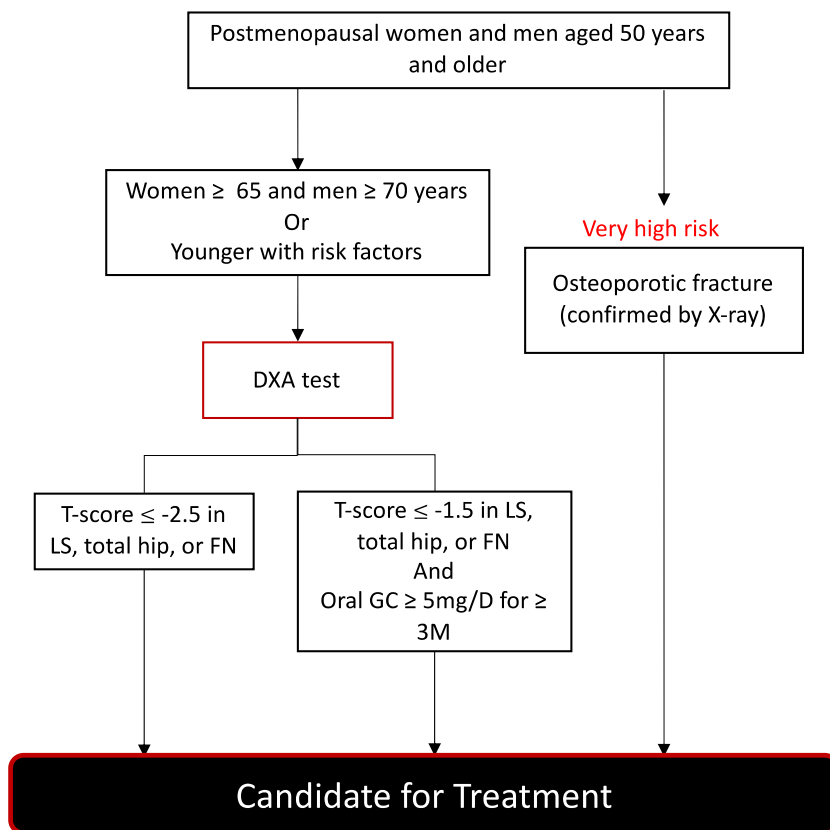 Postmenopausal women and men aged 50 years
and older
Women ≥  65 and men ≥ 70 years
Or
Younger with risk factors
Very high risk
Osteoporotic fracture
(confirmed by X-ray)
DXA test
T-score ≤ -2.5 in
LS, total hip, or FN
T-score ≤ -1.5 in LS,
total hip, or FN
And
Oral GC ≥ 5mg/D for ≥
3M
Candidate for Treatment